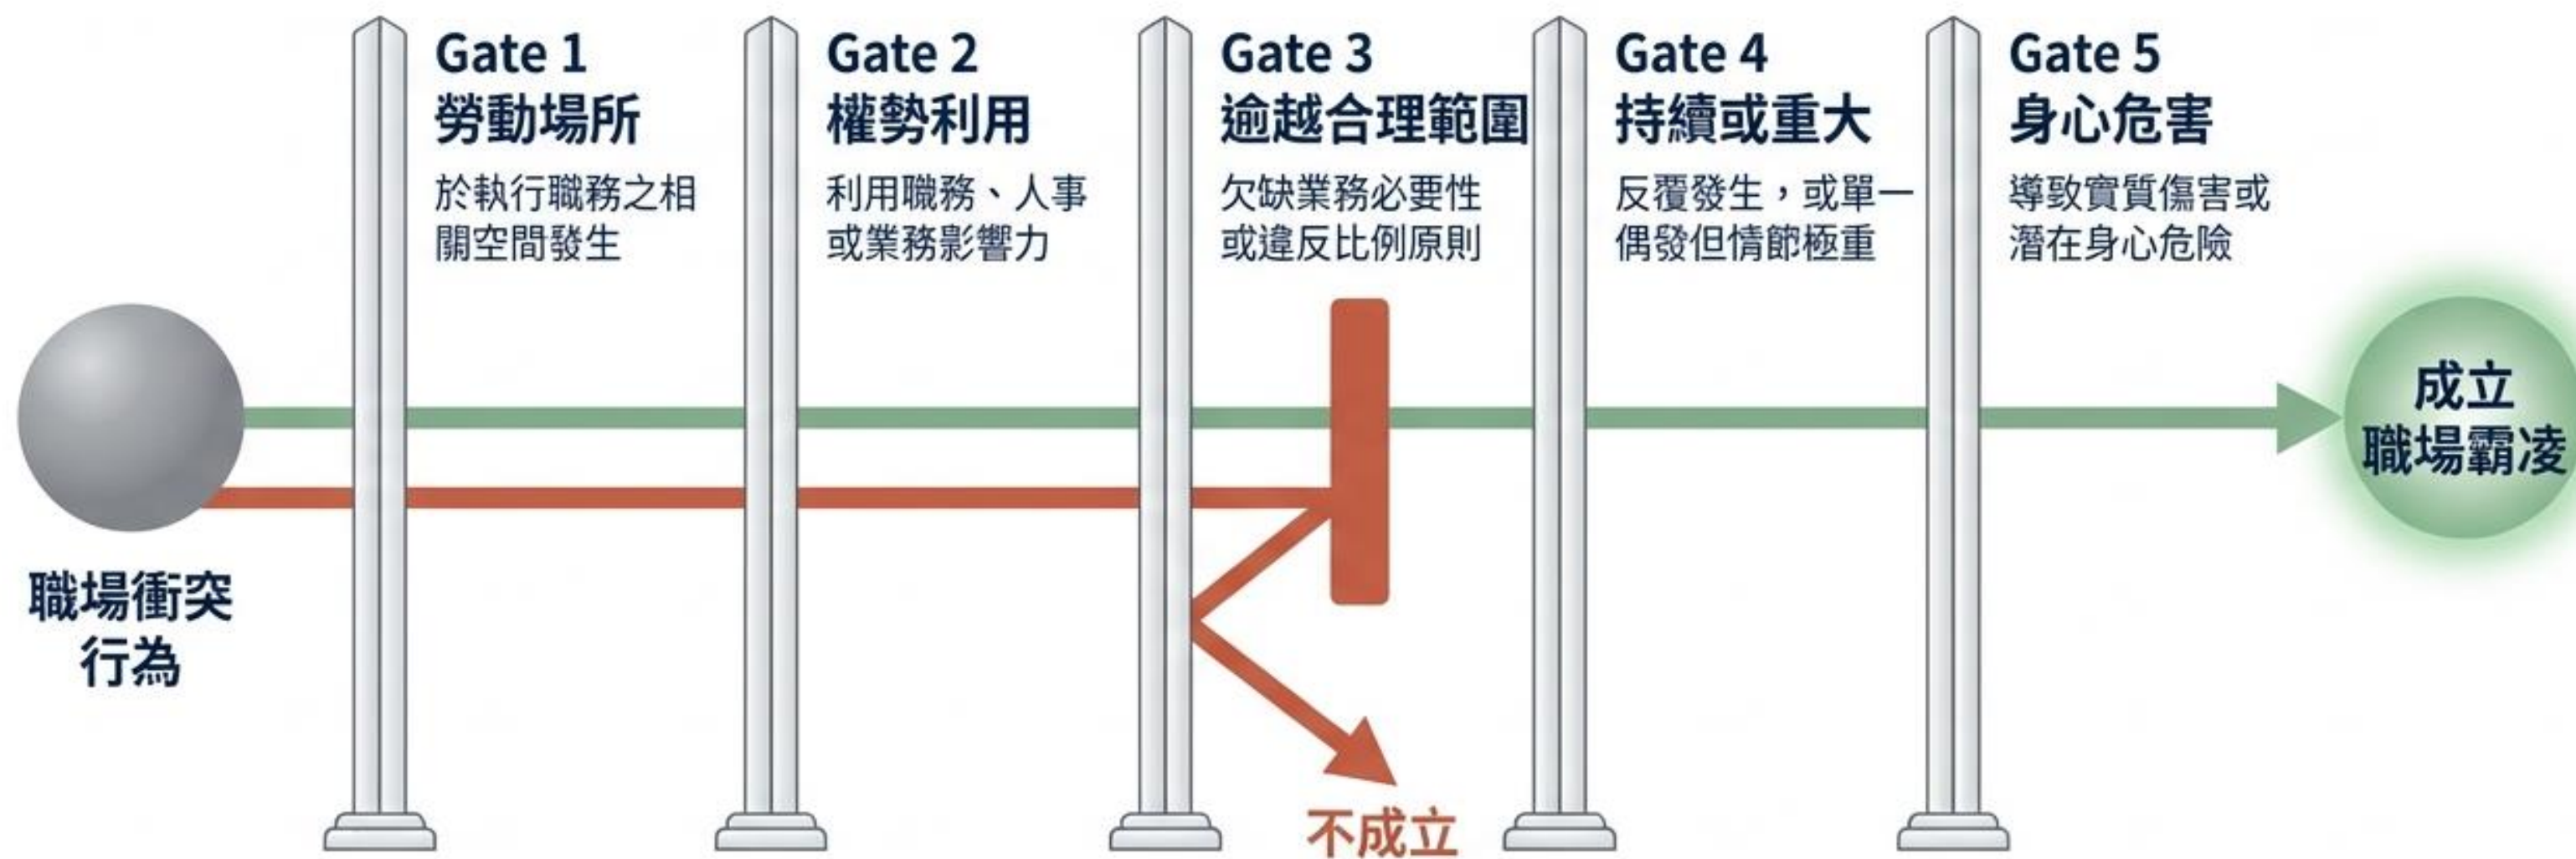 Gate 1
勞動場所
於執行職務之相
關空間發生
Gate 2
權勢利用
利用職務、人事
或業務影響力
Gate 3
逾越合理範圍
欠缺業務必要性
或違反比例原則
Gate 4
持續或重大
反覆發生，或單一
偶發但情節極重
Gate 5
身心危害
導致實質傷害或
潛在身心危險
職場衝突
行為
成立
職場霸凌
不成立